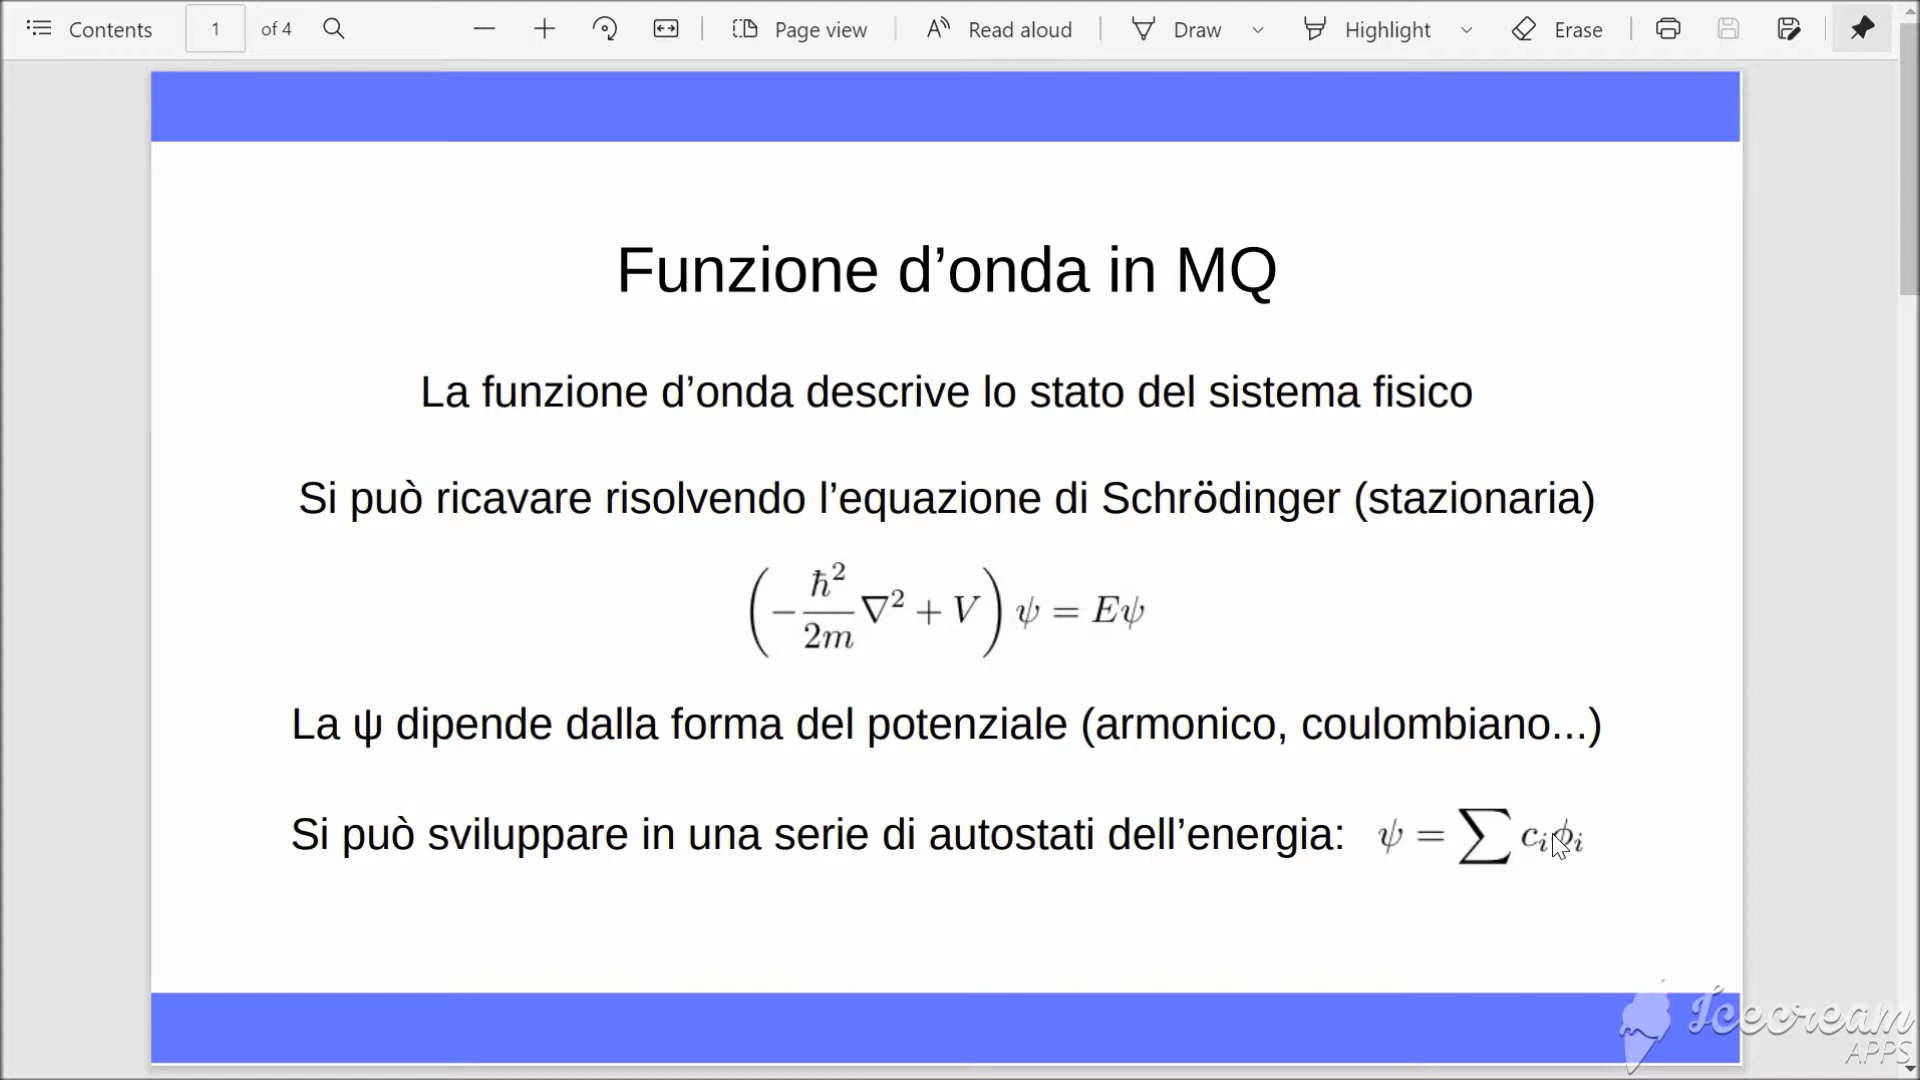 Contents 1 of 4 Page view Read aloud Draw Highlight Erase
Funzione d’onda in MQ
La funzione d’onda descrive lo stato del sistema fisico
Si può ricavare risolvendo l’equazione di Schrödinger (stazionaria)
(−ħ²/2m ∇² + V) ψ = Eψ
La ψ dipende dalla forma del potenziale (armonico, coulombiano...)
Si può sviluppare in una serie di autostati dell’energia: ψ = ∑ cᵢϕᵢ
Icecream
APPS